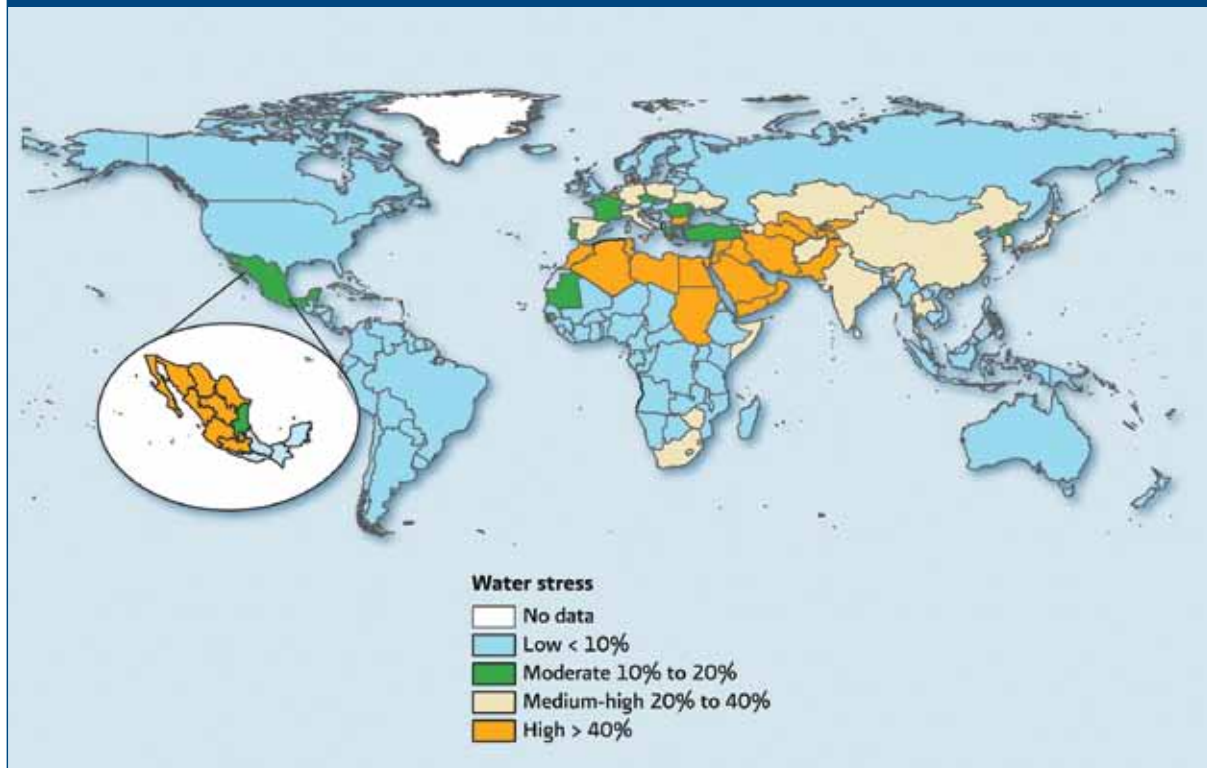 Water stress
No data
Low < 10%
Moderate 10% to 20%
Medium-high 20% to 40%
High > 40%